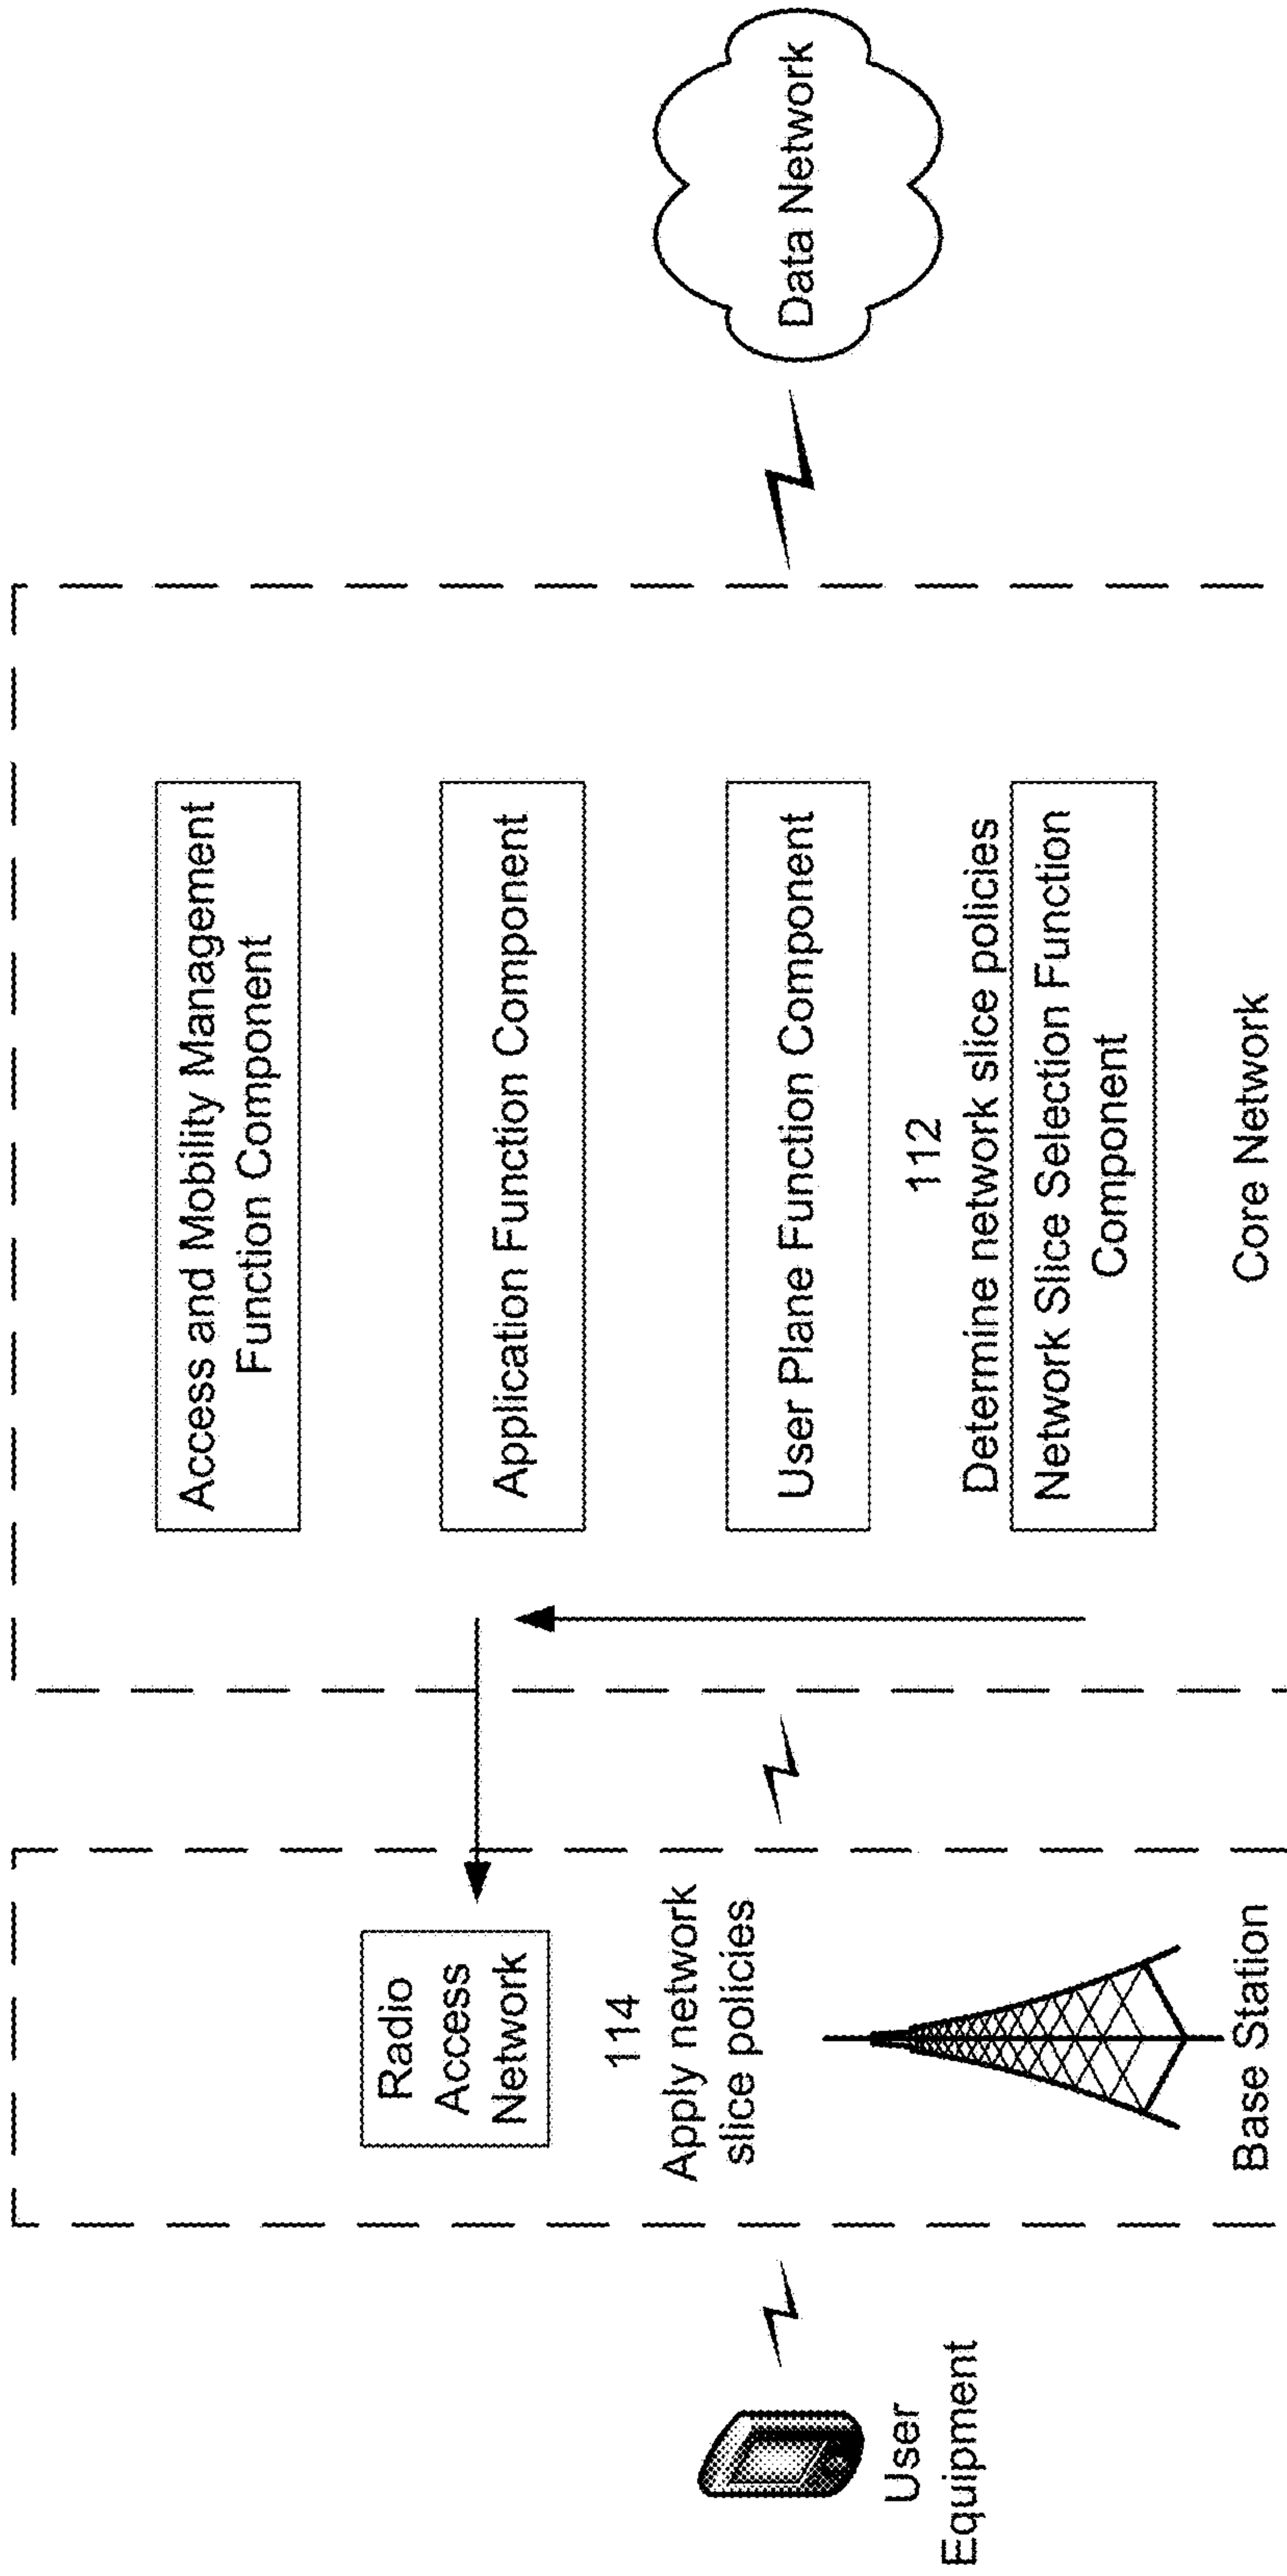 User
Equipment
Radio
Access
Network
114
Apply network
slice policies
Base Station
Access and Mobility Management
Function Component
Application Function Component
User Plane Function Component
112
Determine network slice policies
Network Slice Selection Function
Component
Core Network
Data Network